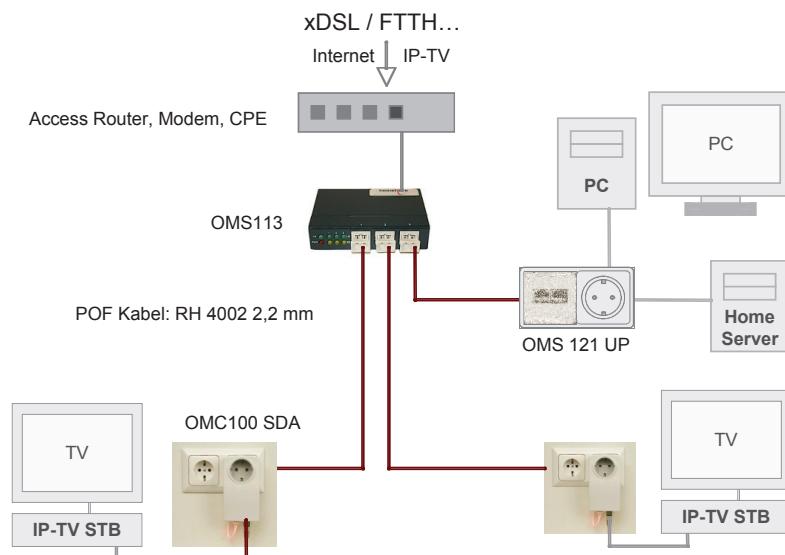 xDSL / FTTH…
Internet IP-TV
Access Router, Modem, CPE
PC
PC
OMS113
POF Kabel: RH 4002 2,2 mm
Home
Server
OMS 121 UP
OMC100 SDA
TV
TV
IP-TV STB
IP-TV STB